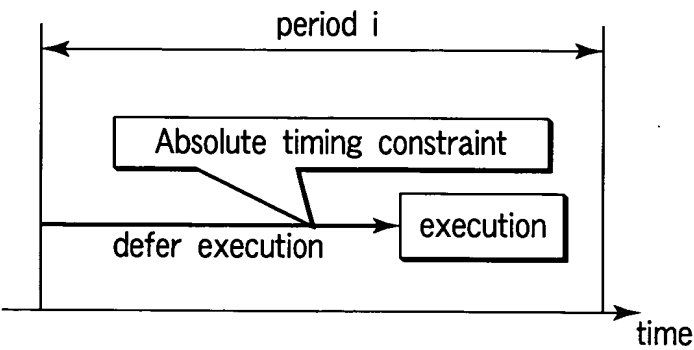 period i
Absolute timing constraint
execution
defer execution
time